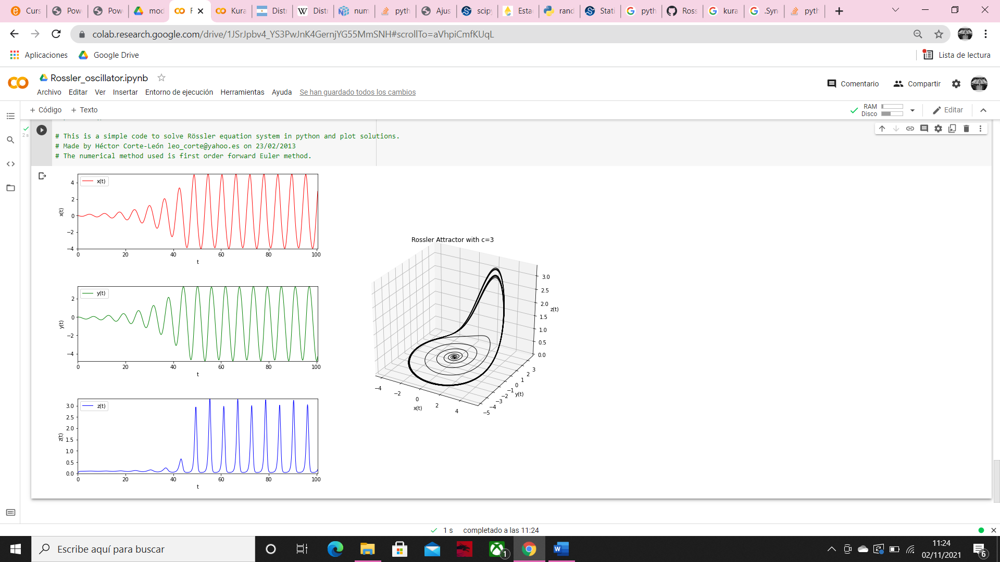 Curs
Pow
Pow
mod
F
Kura
Distr
Distr
num
pyth
Ajus
scipy
Esta
rand
Stati
pyth
Ross
kura
.Syn
pyth
colab.research.google.com/drive/1JSrJpbv4_YS3PwJnK4GernjYG55MmSNH#scrollTo=aVhpiCmfKUqL
Aplicaciones
Google Drive
Lista de lectura
Rossler_oscillator.ipynb
Comentario
Compartir
Archivo Editar Ver Insertar Entorno de ejecución Herramientas Ayuda Se han guardado todos los cambios
+ Código + Texto
RAM
Disco
Editar
2 s
# This is a simple code to solve Rössler equation system in python and plot solutions.
# Made by Héctor Corte-León leo_corte@yahoo.es on 23/02/2013
# The numerical method used is first order forward Euler method.
x(t)
4
2
0
−2
−4
x(t)
0 20 40 60 80 100
t
y(t)
2
0
−2
−4
y(t)
0 20 40 60 80 100
t
z(t)
3.0
2.5
2.0
1.5
1.0
0.5
0.0
z(t)
0 20 40 60 80 100
t
Rossler Attractor with c=3
3.0
2.5
2.0
1.5
1.0
0.5
0.0
z(t)
3
2
1
0
−1
−2
−3
−4
−5
y(t)
−4
−2
0
2
4
x(t)
1 s completado a las 11:24
Escribe aquí para buscar
1
11:24
02/11/2021
6